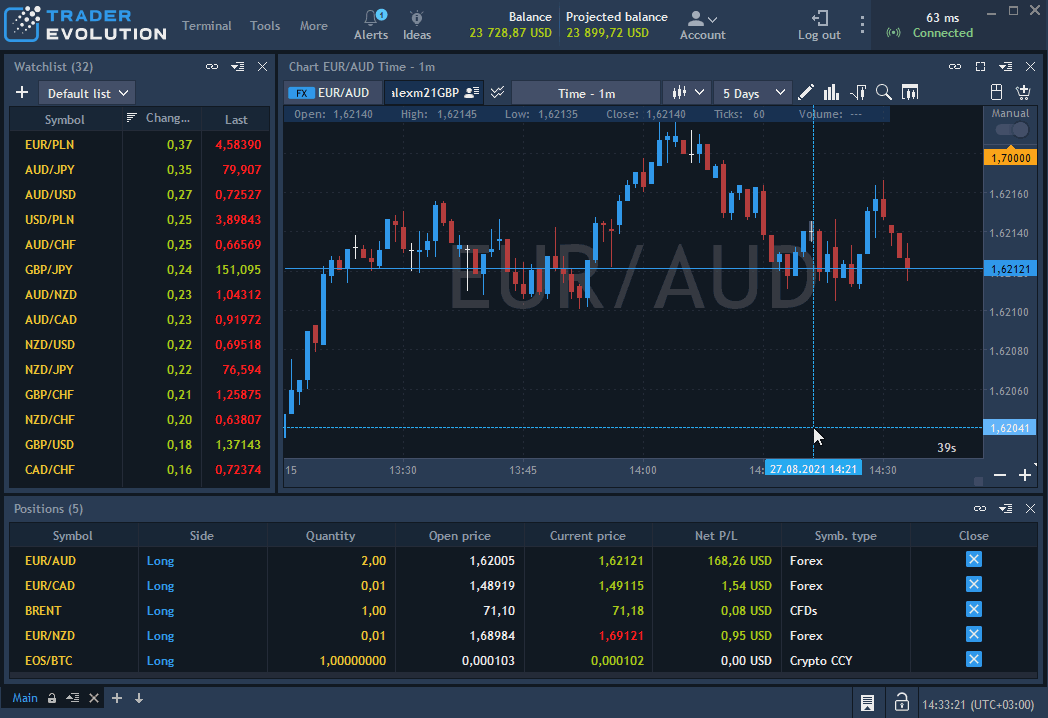 TRADER EVOLUTION
Terminal Tools More Alerts 1 Ideas
Balance 23 728,87 USD
Projected balance 23 899,72 USD
Account Log out
63 ms Connected
Watchlist (32)
Default list
Symbol Chang... Last
EUR/PLN 0,37 4,58390
AUD/JPY 0,35 79,907
AUD/USD 0,27 0,72527
USD/PLN 0,25 3,89843
AUD/CHF 0,25 0,66569
GBP/JPY 0,24 151,095
AUD/NZD 0,23 1,04312
AUD/CAD 0,23 0,91972
NZD/USD 0,22 0,69518
NZD/JPY 0,22 76,594
GBP/CHF 0,21 1,25875
NZD/CHF 0,20 0,63807
GBP/USD 0,18 1,37143
CAD/CHF 0,16 0,72374
Chart EUR/AUD Time - 1m
FX EUR/AUD alexm21GBP Time - 1m 5 Days
Open: 1,62140 High: 1,62145 Low: 1,62135 Close: 1,62140 Ticks: 60 Volume: ---
Manual
1,70000
1.62160
1.62140
EUR/AUD
1,62121
1.62100
1.62080
1.62060
1,62041
39s
15 13:30 13:45 14:00 14: 27.08.2021 14:21 14:30
Positions (5)
Symbol Side Quantity Open price Current price Net P/L Symb. type Close
EUR/AUD Long 2,00 1,62005 1,62121 168,26 USD Forex
EUR/CAD Long 0,01 1,48919 1,49115 1,54 USD Forex
BRENT Long 1,00 71,10 71,18 0,08 USD CFDs
EUR/NZD Long 0,01 1,68984 1,69121 0,95 USD Forex
EOS/BTC Long 1,00000000 0,000103 0,000102 0,00 USD Crypto CCY
Main
14:33:21 (UTC+03:00)